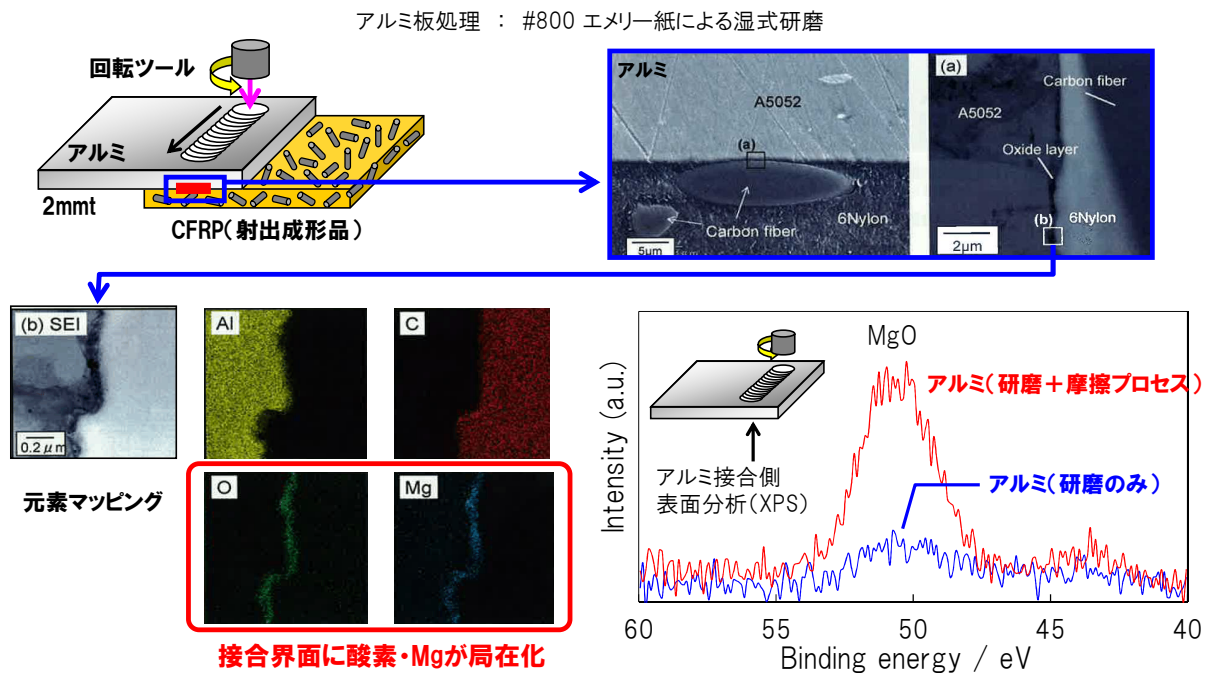 アルミ板処理 ： #800 エメリー紙による湿式研磨
回転ツール
アルミ
2mmt
CFRP(射出成形品)
アルミ
A5052
(a)
Carbon fiber
6Nylon
5μm
(a)
Carbon fiber
A5052
Oxide layer
6Nylon
(b)
2μm
(b) SEI
0.2μm
Al
C
元素マッピング
O
Mg
接合界面に酸素・Mgが局在化
MgO
アルミ(研磨＋摩擦プロセス)
アルミ(研磨のみ)
アルミ接合側
表面分析(XPS)
Intensity (a.u.)
60
55
50
45
40
Binding energy / eV